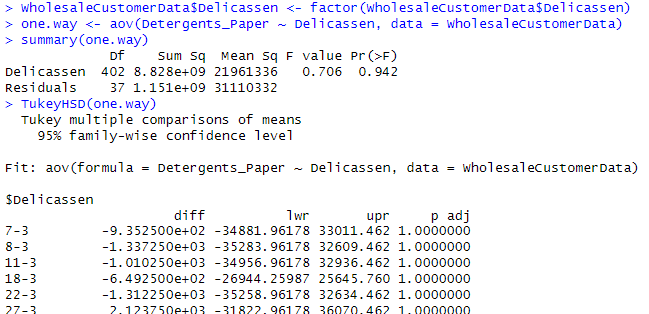 > WholesaleCustomerData$Delicassen <- factor(WholesaleCustomerData$Delicassen)
> one.way <- aov(Detergents_Paper ~ Delicassen, data = WholesaleCustomerData)
> summary(one.way)
Df Sum Sq Mean Sq F value Pr(>F)
Delicassen 402 8.828e+09 21961336 0.706 0.942
Residuals 37 1.151e+09 31110332
> TukeyHSD(one.way)
Tukey multiple comparisons of means
95% family-wise confidence level
Fit: aov(formula = Detergents_Paper ~ Delicassen, data = WholesaleCustomerData)
$Delicassen
diff lwr upr p adj
7-3 -9.352500e+02 -34881.96178 33011.462 1.0000000
8-3 -1.337250e+03 -35283.96178 32609.462 1.0000000
11-3 -1.010250e+03 -34956.96178 32936.462 1.0000000
18-3 -6.492500e+02 -26944.25987 25645.760 1.0000000
22-3 -1.312250e+03 -35258.96178 32634.462 1.0000000
27-3 2.123750e+03 -31822.96178 36070.462 1.0000000